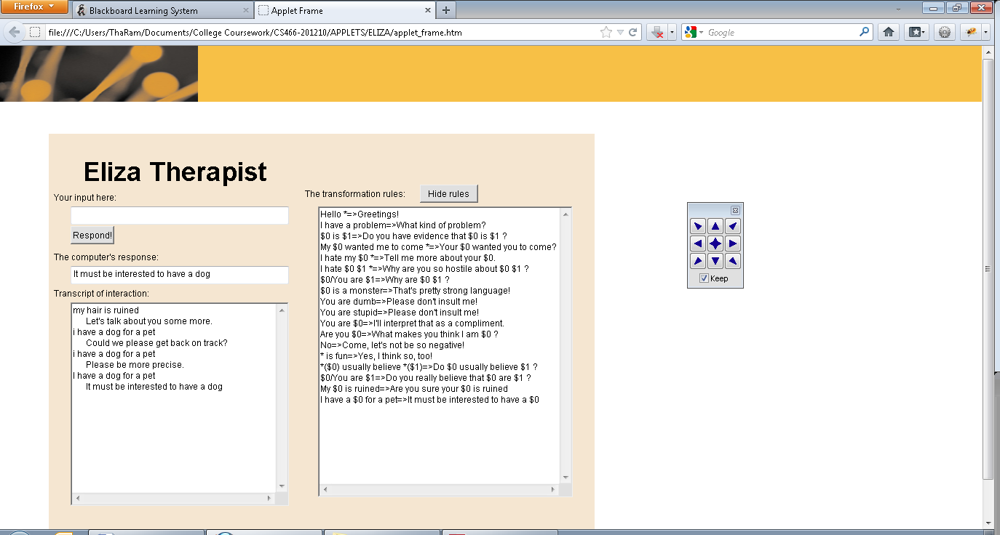 Firefox
Blackboard Learning System
Applet Frame
file:///C:/Users/ThaRam/Documents/College Coursework/CS466-201210/APPLETS/ELIZA/applet_frame.htm
Google
Eliza Therapist
Your input here:
Respond!
The computer's response:
It must be interested to have a dog
Transcript of interaction:
my hair is ruined
Let's talk about you some more.
i have a dog for a pet
Could we please get back on track?
i have a dog for a pet
Please be more precise.
I have a dog for a pet
It must be interested to have a dog
The transformation rules:
Hide rules
Hello *=>Greetings!
I have a problem=>What kind of problem?
$0 is $1=>Do you have evidence that $0 is $1 ?
My $0 wanted me to come *=>Your $0 wanted you to come?
I hate my $0 *=>Tell me more about your $0.
I hate $0 $1 *=>Why are you so hostile about $0 $1 ?
$0/You are $1=>Why are $0 $1 ?
$0 is a monster=>That's pretty strong language!
You are dumb=>Please don't insult me!
You are stupid=>Please don't insult me!
You are $0=>I'll interpret that as a compliment.
Are you $0=>What makes you think I am $0 ?
No=>Come, let's not be so negative!
* is fun=>Yes, I think so, too!
*($0) usually believe *($1)=>Do $0 usually believe $1 ?
$0/You are $1=>Do you really believe that $0 are $1 ?
My $0 is ruined=>Are you sure your $0 is ruined
I have a $0 for a pet=>It must be interested to have a $0
Keep